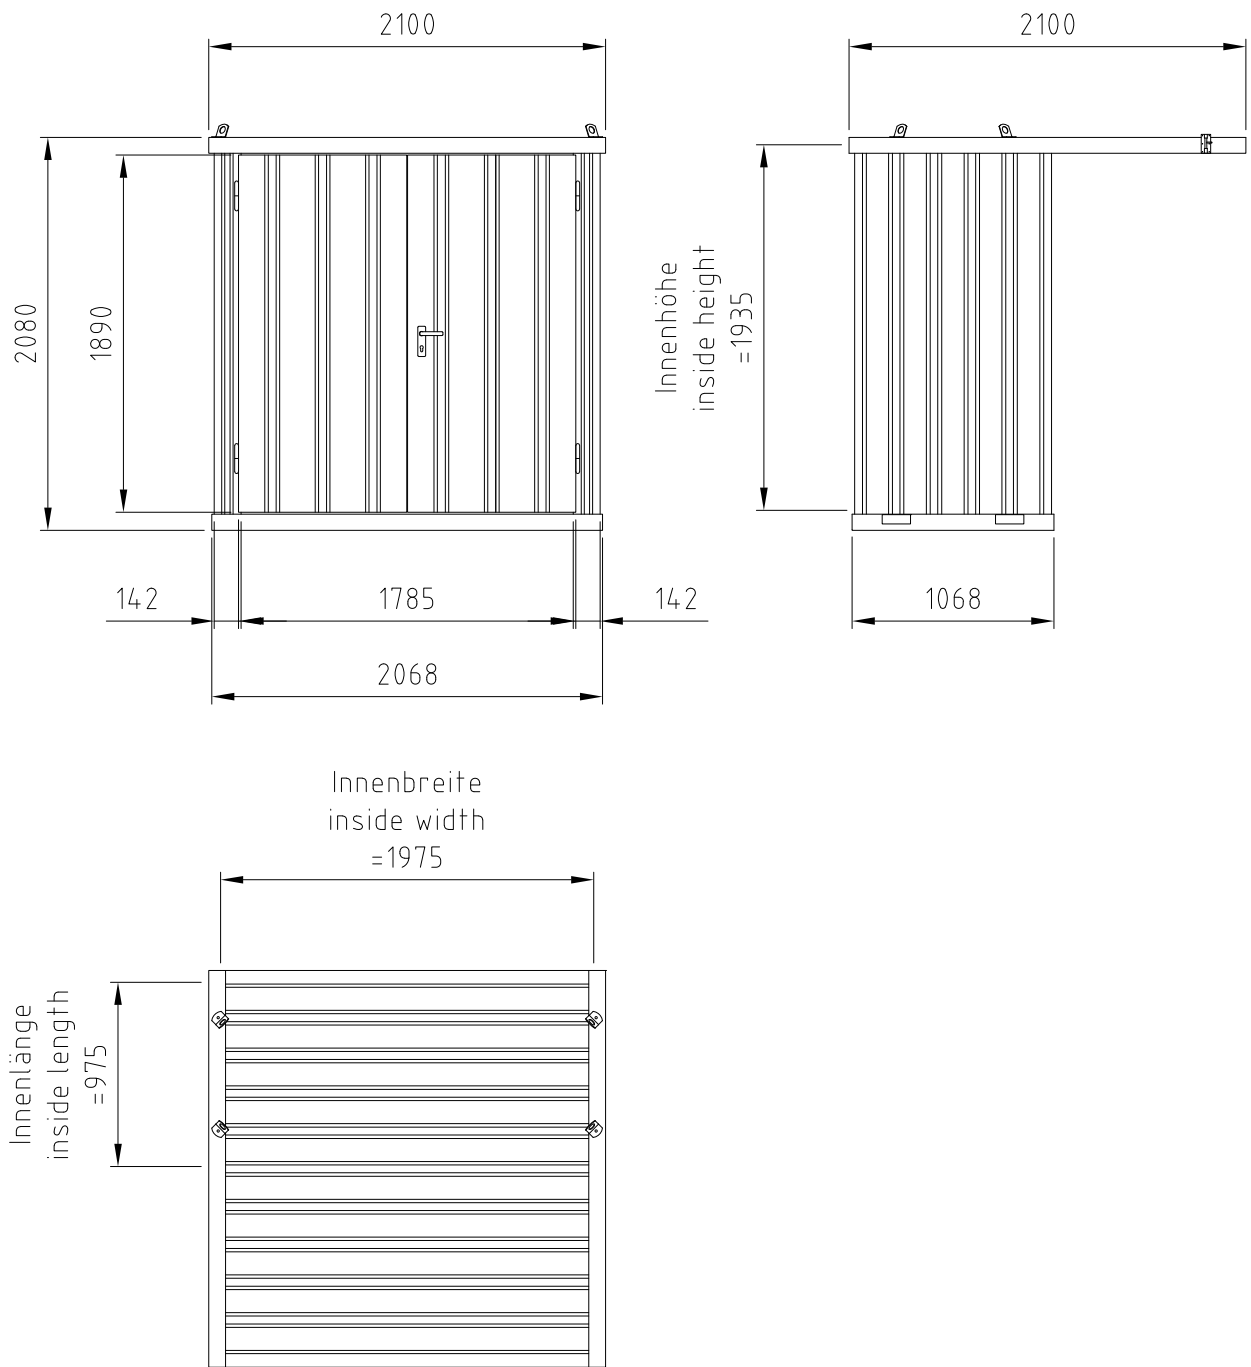 2100
2100
2080
1890
Innenhöhe
inside height
=1935
142
1785
142
1068
2068
Innenbreite
inside width
=1975
Innenlänge
inside length
=975